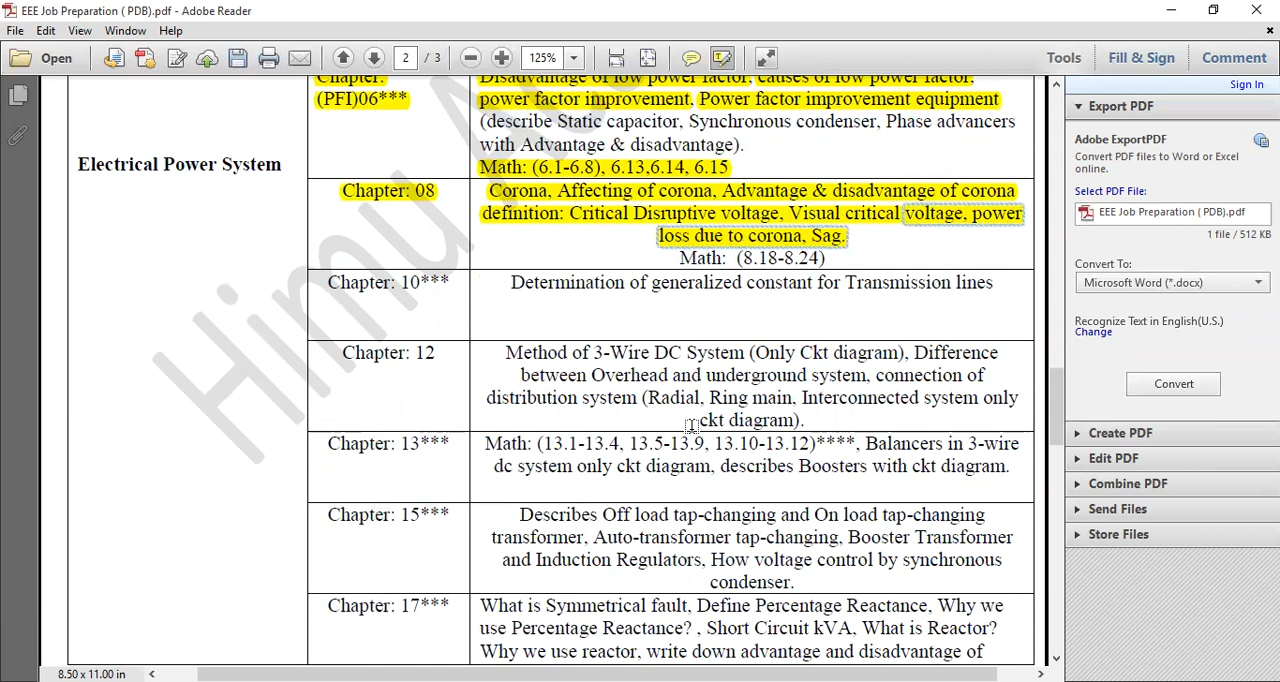 EEE Job Preparation ( PDB).pdf - Adobe Reader
File Edit View Window Help
Open 2 / 3 125% Tools Fill & Sign Comment
Chapter: Disadvantage of low power factor, causes of low power factor,
(PFI)06*** power factor improvement, Power factor improvement equipment
(describe Static capacitor, Synchronous condenser, Phase advancers
with Advantage & disadvantage).
Electrical Power System
Math: (6.1-6.8), 6.13,6.14, 6.15
Chapter: 08 Corona, Affecting of corona, Advantage & disadvantage of corona
definition: Critical Disruptive voltage, Visual critical voltage, power
loss due to corona, Sag.
Math: (8.18-8.24)
Chapter: 10*** Determination of generalized constant for Transmission lines
Chapter: 12 Method of 3-Wire DC System (Only Ckt diagram), Difference
between Overhead and underground system, connection of
distribution system (Radial, Ring main, Interconnected system only
ckt diagram).
Chapter: 13*** Math: (13.1-13.4, 13.5-13.9, 13.10-13.12)****, Balancers in 3-wire
dc system only ckt diagram, describes Boosters with ckt diagram.
Chapter: 15*** Describes Off load tap-changing and On load tap-changing
transformer, Auto-transformer tap-changing, Booster Transformer
and Induction Regulators, How voltage control by synchronous
condenser.
Chapter: 17*** What is Symmetrical fault, Define Percentage Reactance, Why we
use Percentage Reactance? , Short Circuit kVA, What is Reactor?
Why we use reactor, write down advantage and disadvantage of
Himu
8.50 x 11.00 in
Sign In
Export PDF
Adobe ExportPDF
Convert PDF files to Word or Excel
online.
Select PDF File:
EEE Job Preparation ( PDB).pdf
1 file / 512 KB
Convert To:
Microsoft Word (*.docx)
Recognize Text in English(U.S.)
Change
Convert
Create PDF
Edit PDF
Combine PDF
Send Files
Store Files